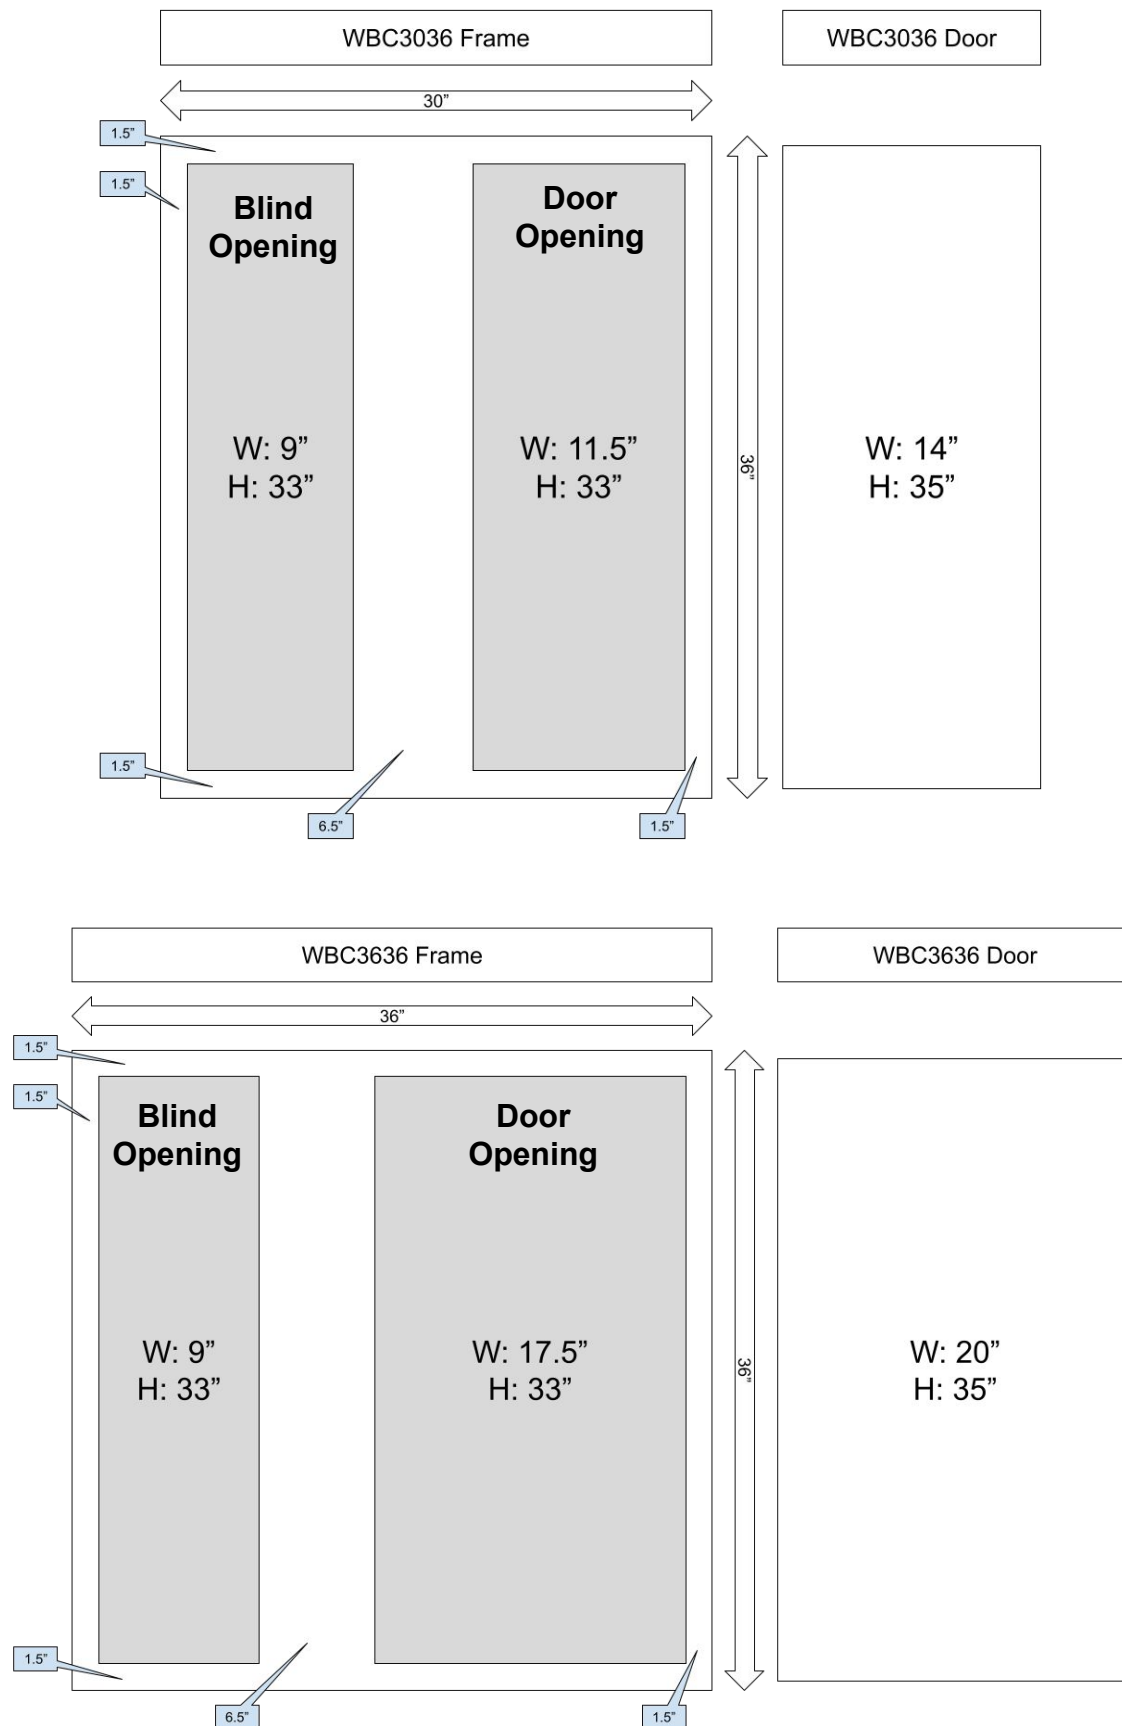 WBC3036 Frame
WBC3036 Door
30”
1.5”
1.5”
Blind
Opening
Door
Opening
W: 9”
H: 33”
W: 11.5”
H: 33”
36”
W: 14”
H: 35”
1.5”
6.5”
1.5”
WBC3636 Frame
WBC3636 Door
36”
1.5”
1.5”
Blind
Opening
Door
Opening
W: 9”
H: 33”
W: 17.5”
H: 33”
36”
W: 20”
H: 35”
1.5”
6.5”
1.5”